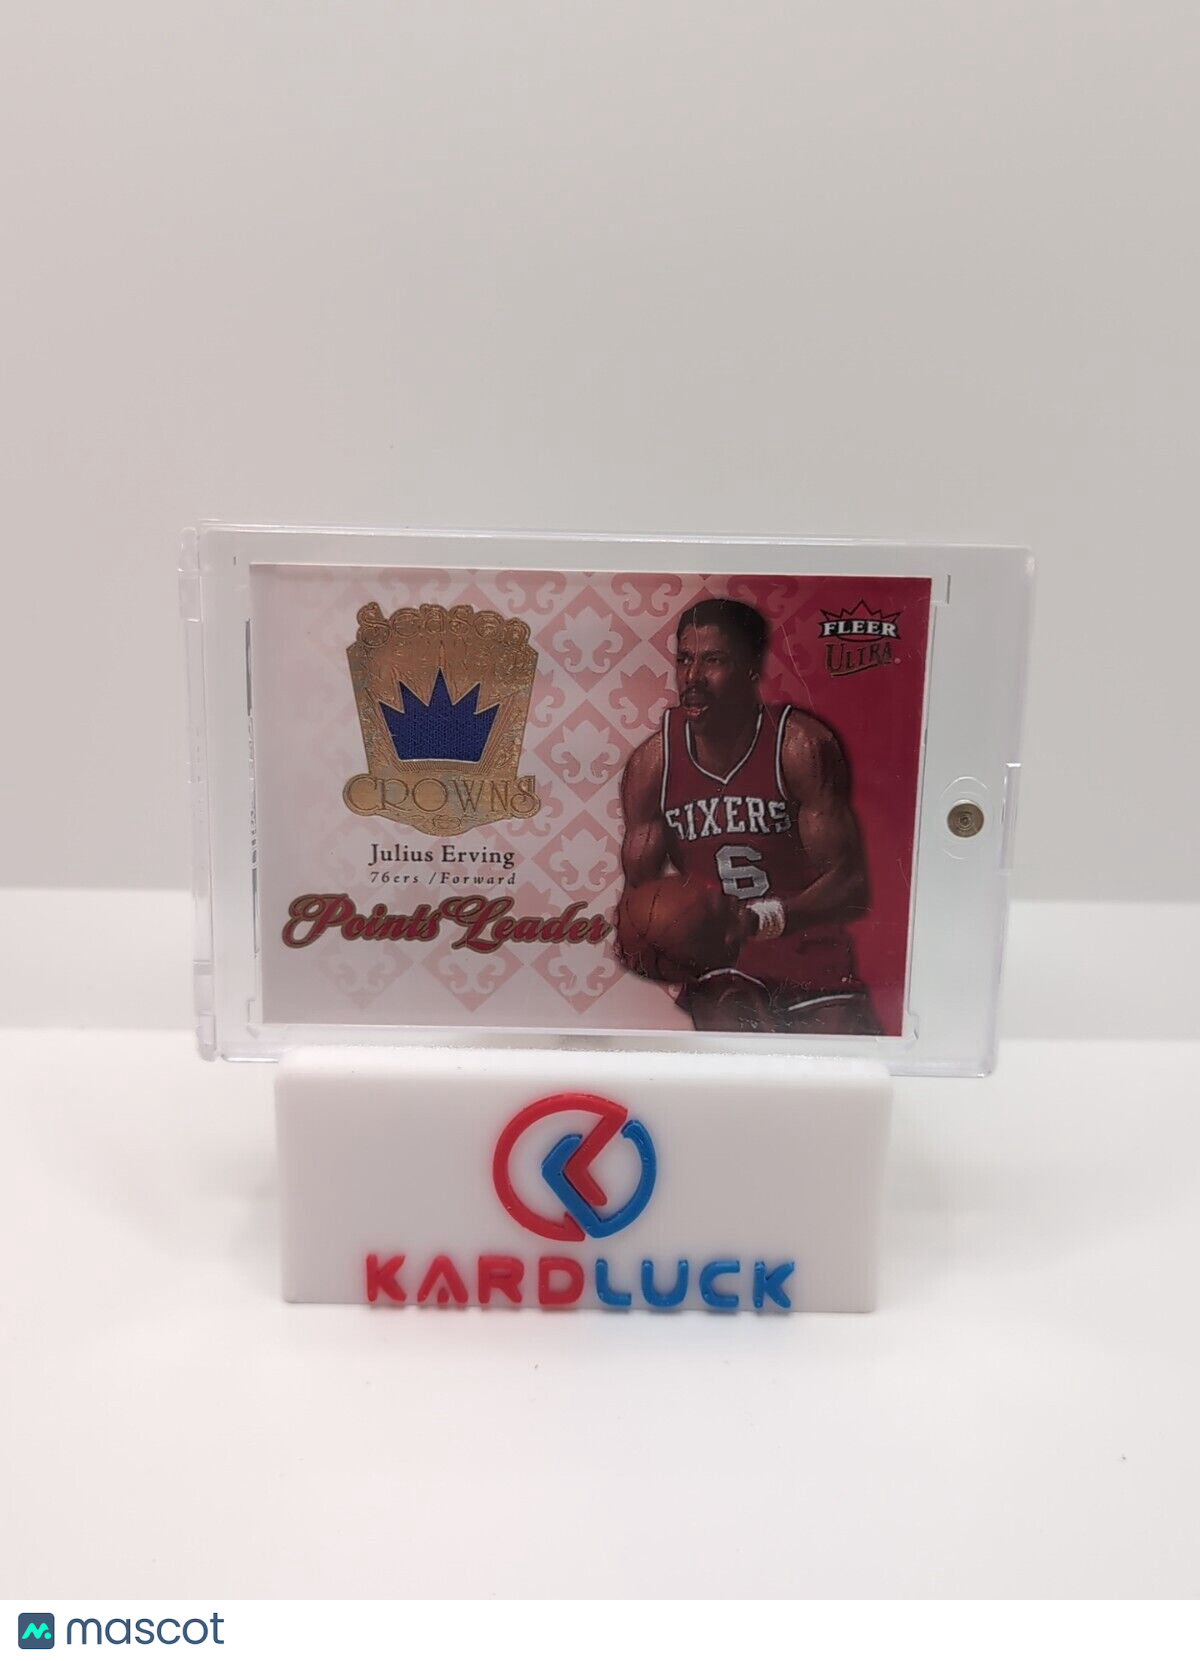 Season
CROWNS
Julius Erving
76ers / Forward
Points Leader
FLEER
ULTRA
SIXERS
6
KARDLUCK
mascot